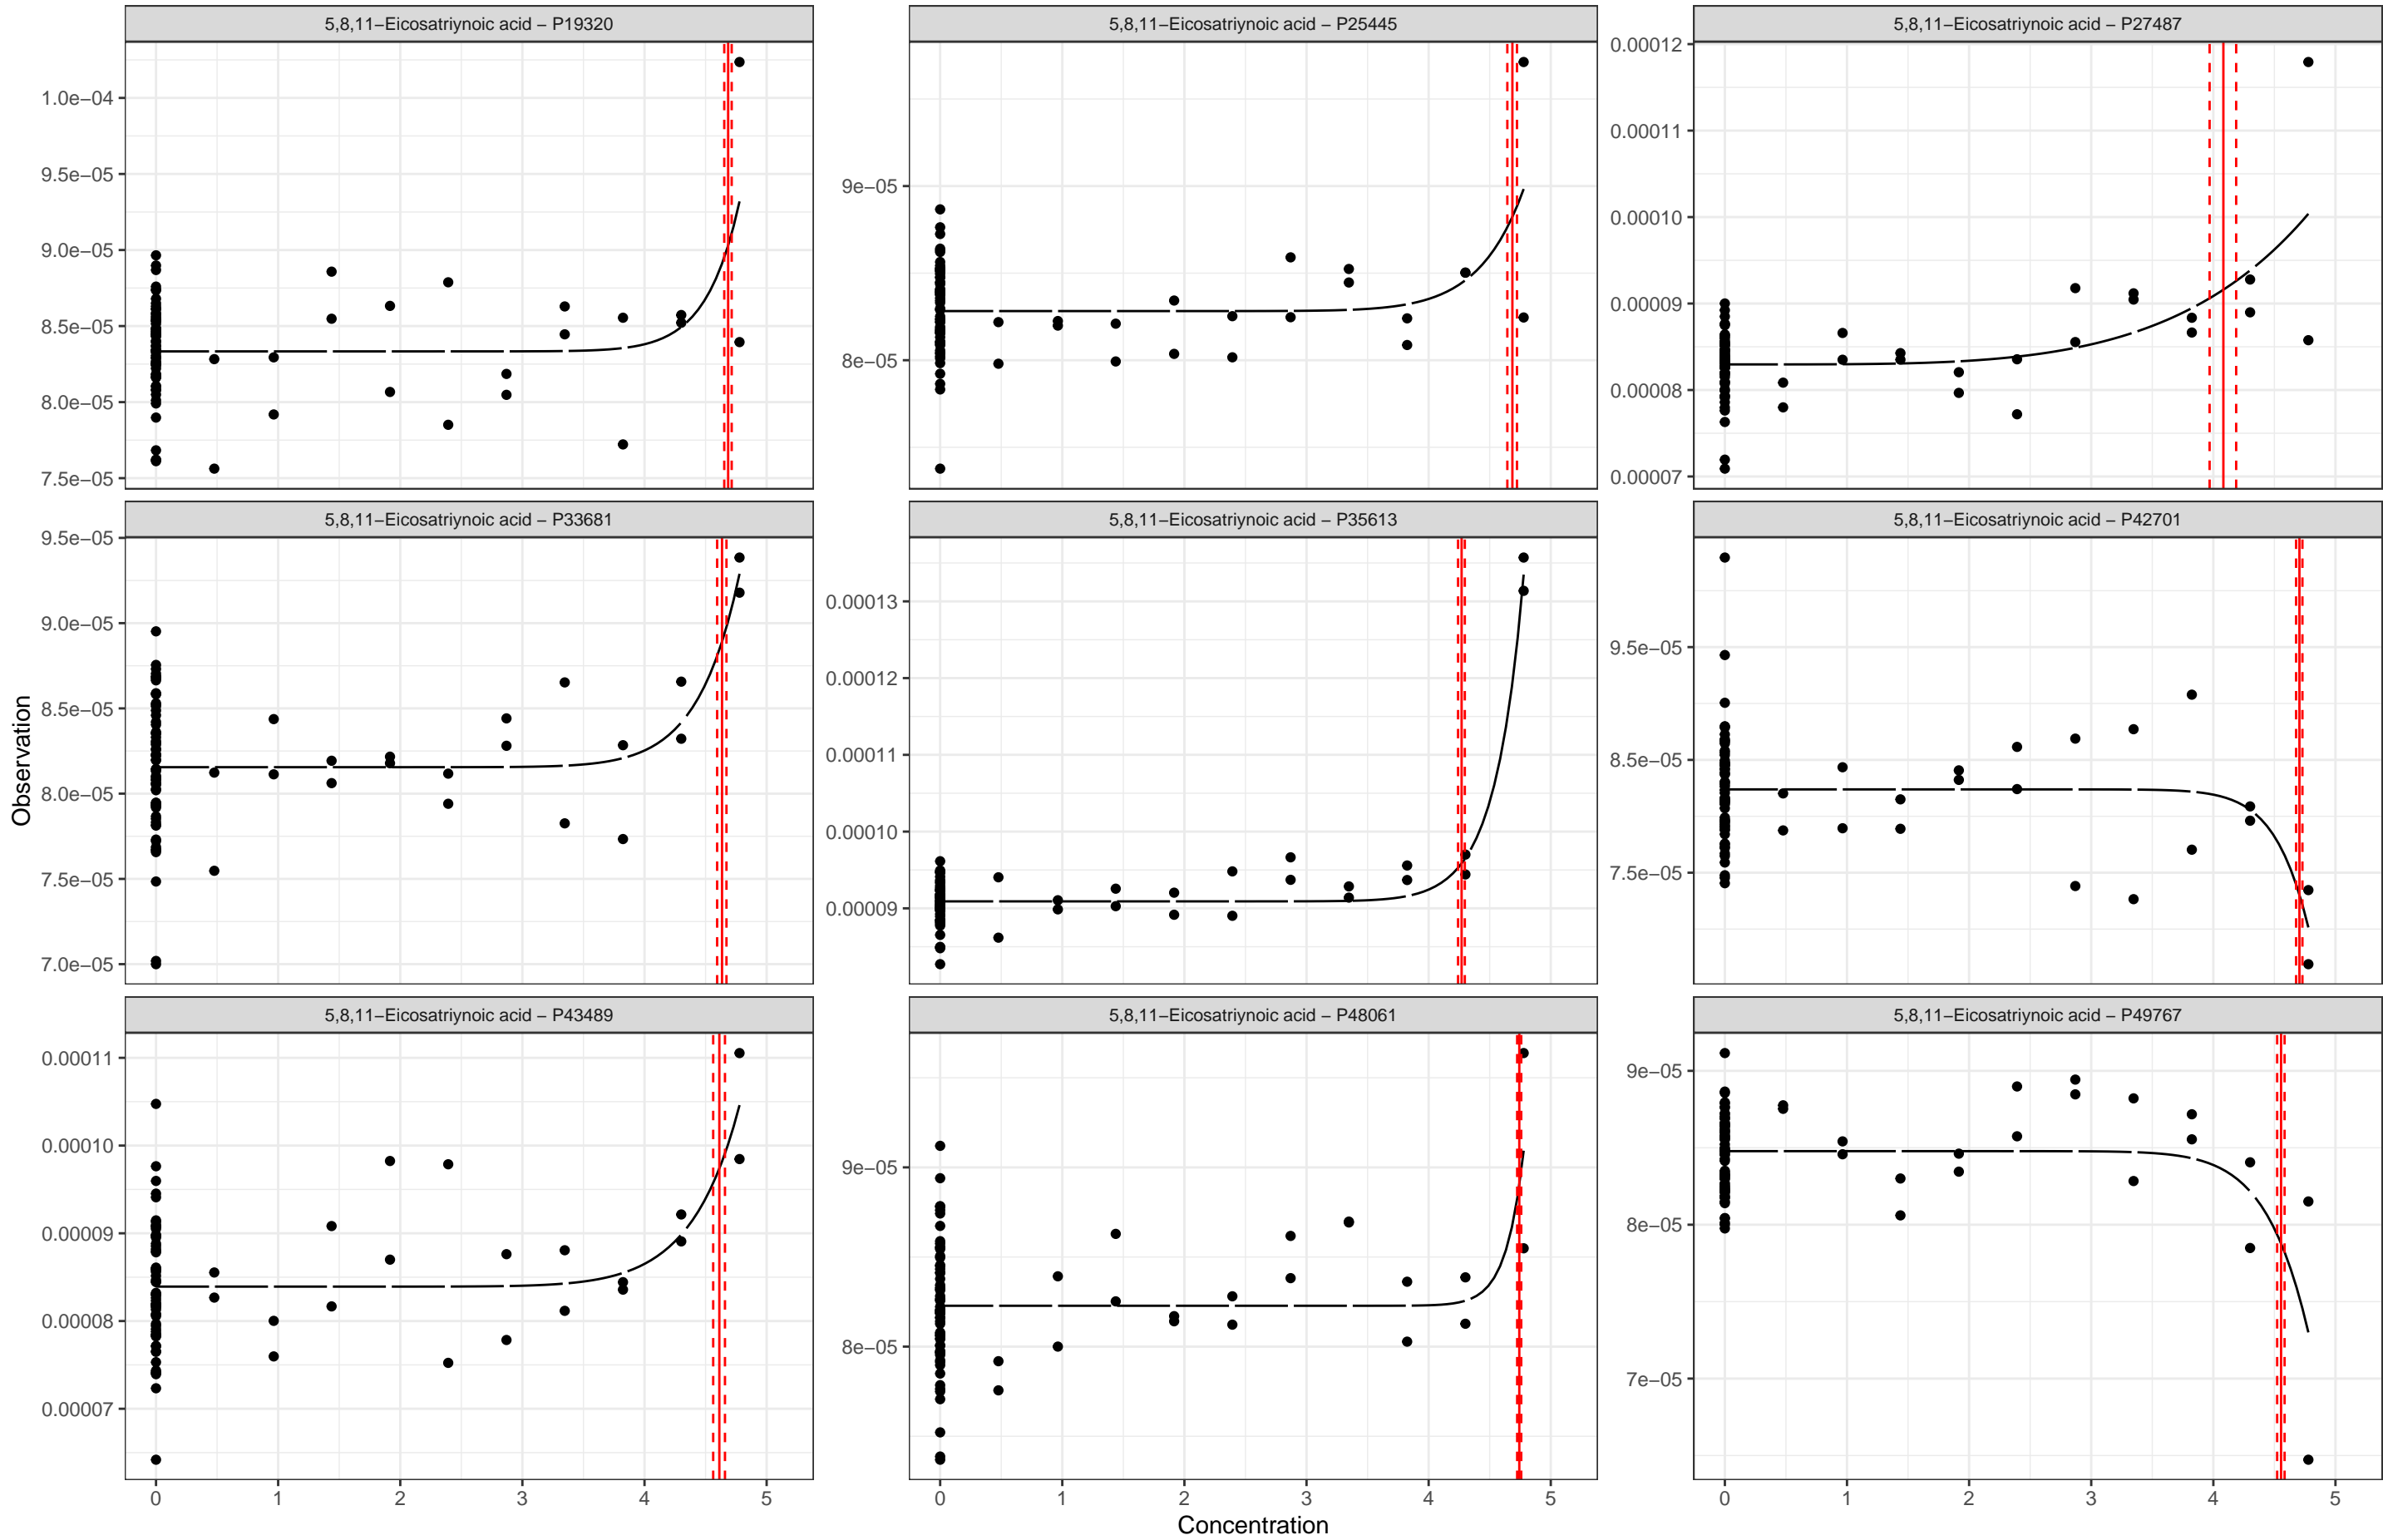 5,8,11−Eicosatriynoic acid − P19320
5,8,11−Eicosatriynoic acid − P25445
5,8,11−Eicosatriynoic acid − P27487
1.0e−04
9.5e−05
9.0e−05
8.5e−05
8.0e−05
7.5e−05
9e−05
8e−05
0.00012
0.00011
0.00010
0.00009
0.00008
0.00007
5,8,11−Eicosatriynoic acid − P33681
5,8,11−Eicosatriynoic acid − P35613
5,8,11−Eicosatriynoic acid − P42701
9.5e−05
9.0e−05
8.5e−05
8.0e−05
7.5e−05
7.0e−05
0.00013
0.00012
0.00011
0.00010
0.00009
9.5e−05
8.5e−05
7.5e−05
Observation
5,8,11−Eicosatriynoic acid − P43489
5,8,11−Eicosatriynoic acid − P48061
5,8,11−Eicosatriynoic acid − P49767
0.00011
0.00010
0.00009
0.00008
0.00007
9e−05
8e−05
9e−05
8e−05
7e−05
0 1 2 3 4 5
0 1 2 3 4 5
0 1 2 3 4 5
Concentration